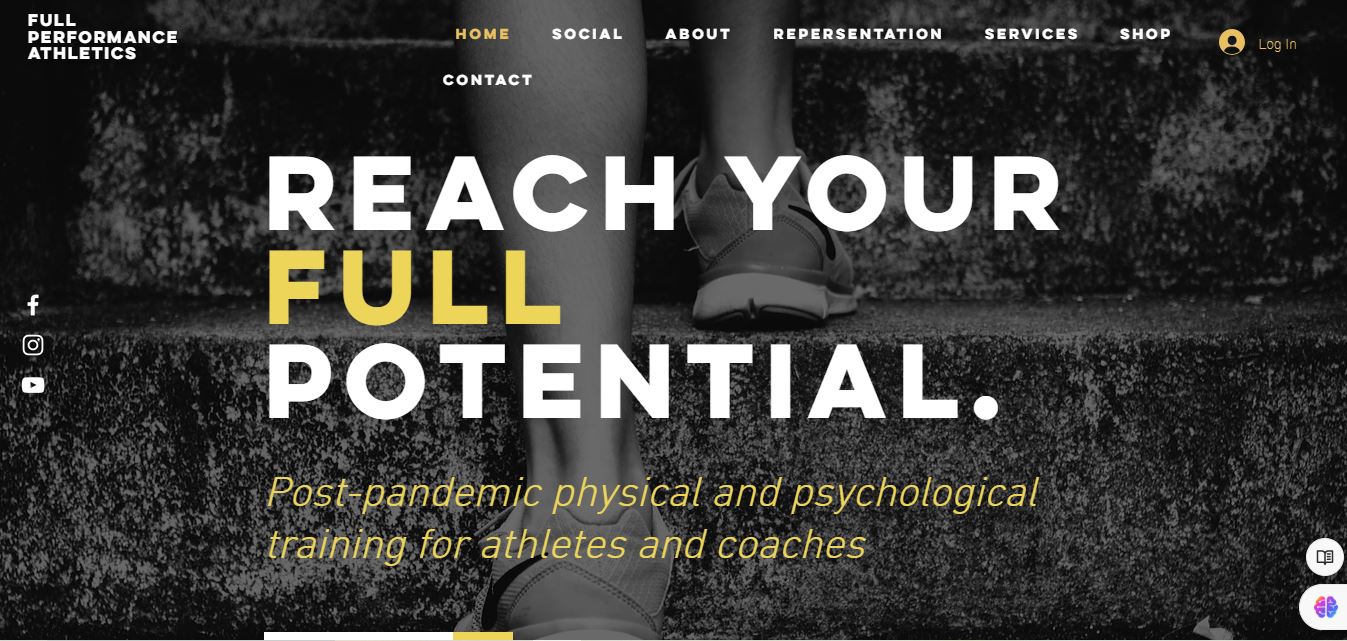 FULL
PERFORMANCE
ATHLETICS
HOME SOCIAL ABOUT REPERSENTATION SERVICES SHOP
CONTACT
Log In
REACH YOUR
FULL
POTENTIAL.
Post-pandemic physical and psychological
training for athletes and coaches